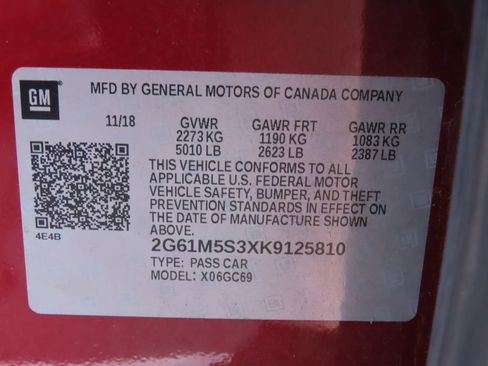 GM
MFD BY GENERAL MOTORS OF CANADA COMPANY
11/18 GVWR GAWR FRT GAWR RR
2273 KG 1190 KG 1083 KG
5010 LB 2623 LB 2387 LB
THIS VEHICLE CONFORMS TO ALL
APPLICABLE U.S. FEDERAL MOTOR
VEHICLE SAFETY, BUMPER, AND THEFT
PREVENTION STANDARDS IN EFFECT ON
THE DATE OF MANUFACTURE SHOWN
ABOVE.
4E4B
2G61M5S3XK9125810
TYPE: PASS CAR
MODEL: X06GC69